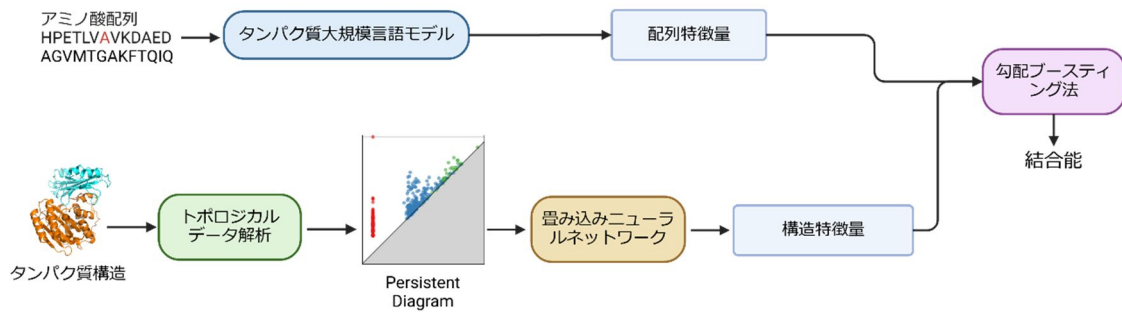 アミノ酸配列
HPETLVAVKDAED
AGVMTGAKFTQIQ
タンパク質大規模言語モデル
配列特徴量
勾配ブースティ
ング法
結合能
タンパク質構造
トポロジカル
データ解析
Persistent
Diagram
畳み込みニューラ
ルネットワーク
構造特徴量